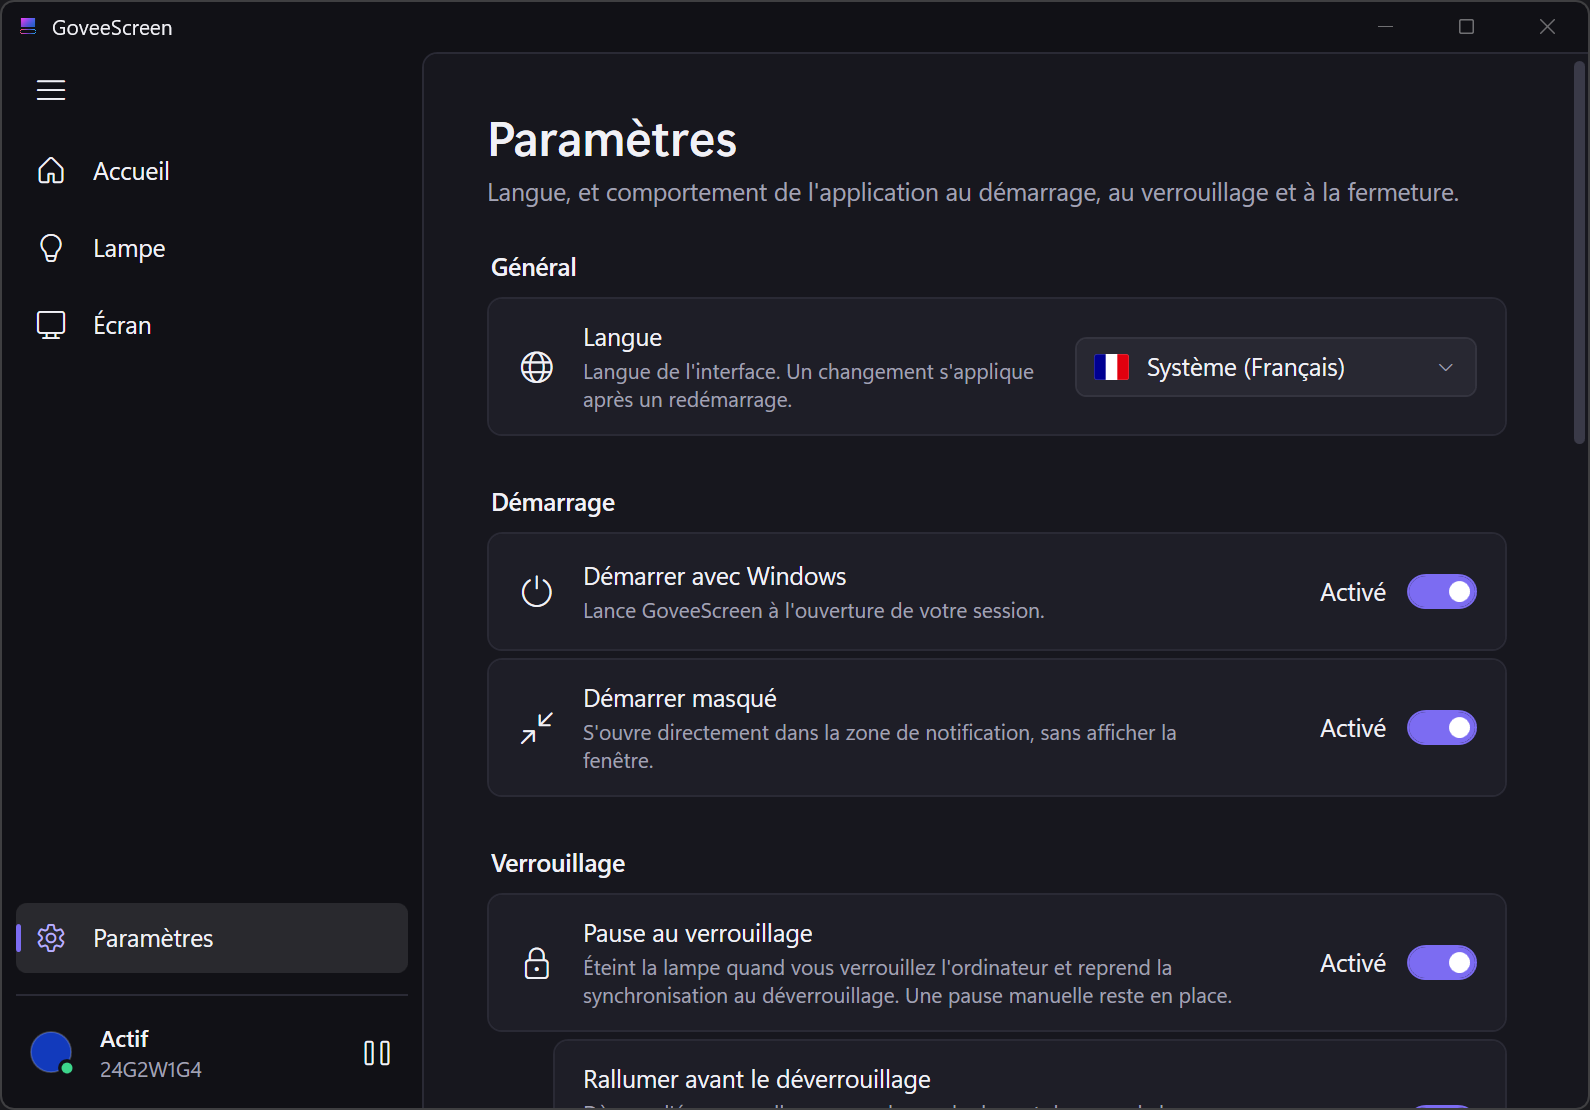 GoveeScreen
Accueil
Lampe
Écran
Paramètres
Actif
24G2W1G4
Paramètres
Langue, et comportement de l'application au démarrage, au verrouillage et à la fermeture.
Général
Langue
Langue de l'interface. Un changement s'applique
après un redémarrage.
Système (Français)
Démarrage
Démarrer avec Windows
Lance GoveeScreen à l'ouverture de votre session.
Activé
Démarrer masqué
S'ouvre directement dans la zone de notification, sans afficher la
fenêtre.
Activé
Verrouillage
Pause au verrouillage
Éteint la lampe quand vous verrouillez l'ordinateur et reprend la
synchronisation au déverrouillage. Une pause manuelle reste en place.
Activé
Rallumer avant le déverrouillage